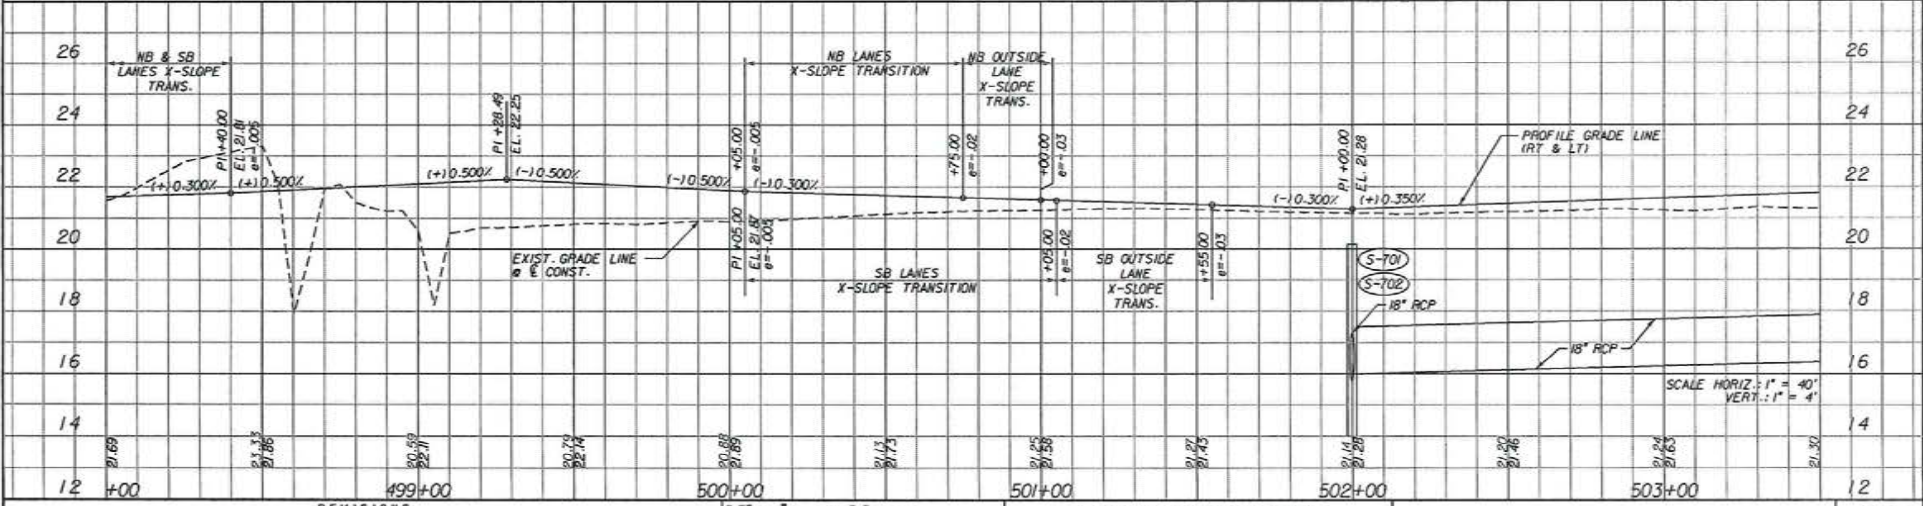 26
26
NB & SB
LANES X-SLOPE
TRANS.
NB LANES
X-SLOPE TRANSITION
NB OUTSIDE
LANE
X-SLOPE
TRANS.
24
24
PI +40.00
EL. 21.81
e=-.005
PI +28.49
EL. 22.25
+05.00
e=-.005
+75.00
e=-.02
+00.00
e=-.03
PI +00.00
EL. 21.28
PROFILE GRADE LINE
(RT & LT)
22
22
(+) 0.300%
(+) 0.500%
(+) 0.500%
(-) 0.500%
(-) 0.500%
(-) 0.300%
(-) 0.300%
(+) 0.350%
20
20
EXIST. GRADE LINE
@ ℄ CONST.
PI +05.00
EL. 21.87
e=-.005
SB LANES
X-SLOPE TRANSITION
+05.00
e=-.02
SB OUTSIDE
LANE
X-SLOPE
TRANS.
+55.00
e=-.03
S-701
S-702
18
18
18" RCP
18" RCP
16
16
SCALE HORIZ.: 1" = 40'
VERT.: 1" = 4'
14
14
21.69
23.33
21.86
20.59
22.11
20.79
22.14
20.88
21.89
21.13
21.73
21.25
21.58
21.27
21.43
21.14
21.28
21.20
21.46
21.24
21.63
21.30
12
+00
499+00
500+00
501+00
502+00
503+00
12
REVISIONS